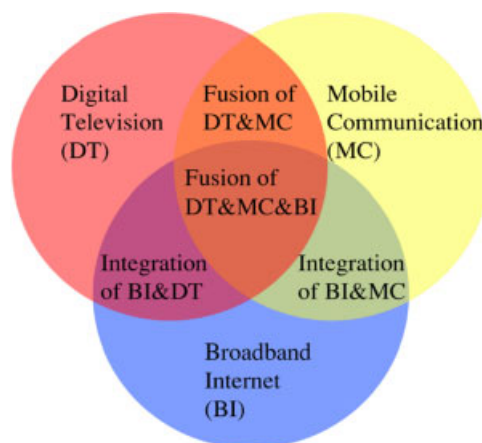 Digital
Television
(DT)
Fusion of
DT&MC
Mobile
Communication
(MC)
Fusion of
DT&MC&BI
Integration
of BI&DT
Integration
of BI&MC
Broadband
Internet
(BI)